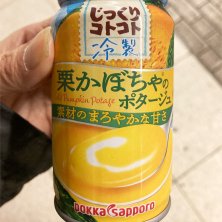 じっくり
コトコト
冷製
栗かぼちゃの
Cold Pumpkin Potage
ポタージュ
素材のまろやかな甘さ
pokka sapporo